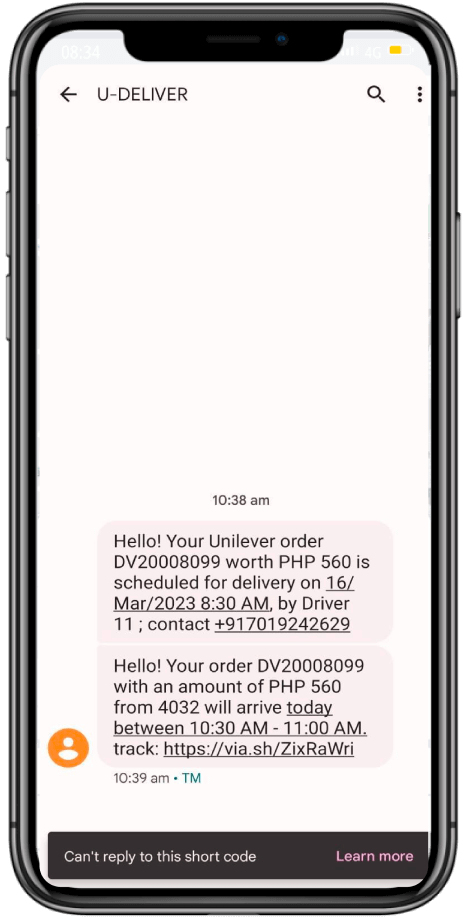 08:34 4G
U-DELIVER
10:38 am
Hello! Your Unilever order
DV20008099 worth PHP 560 is
scheduled for delivery on 16/
Mar/2023 8:30 AM, by Driver
11 ; contact +917019242629
Hello! Your order DV20008099
with an amount of PHP 560
from 4032 will arrive today
between 10:30 AM - 11:00 AM.
track: https://via.sh/ZixRaWri
10:39 am • TM
Can't reply to this short code Learn more